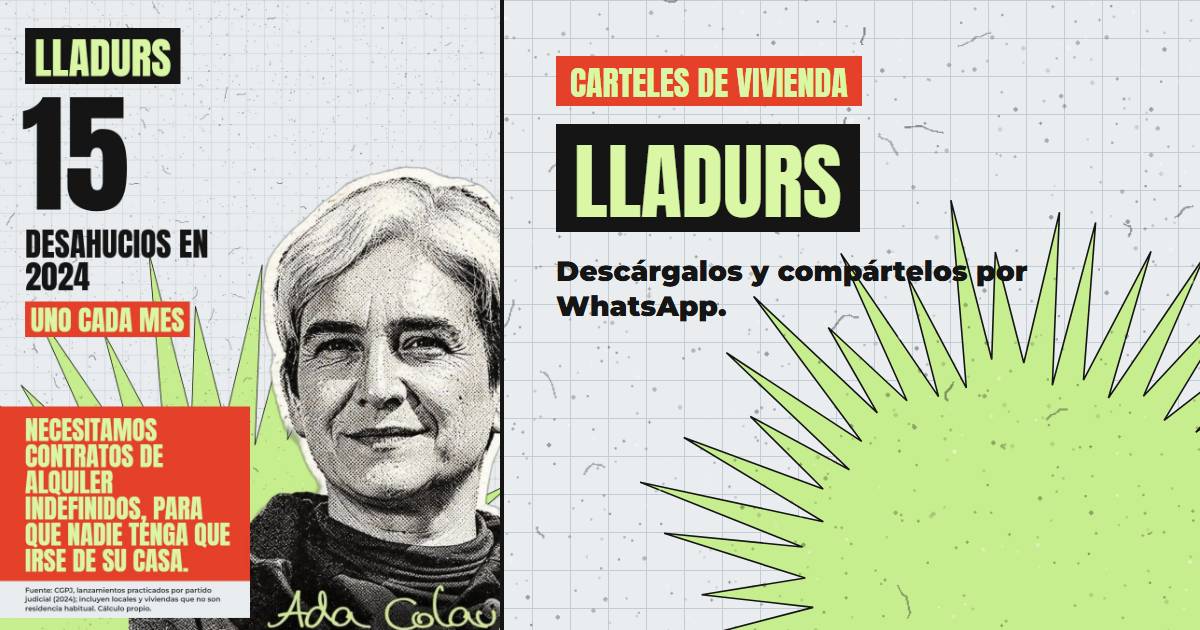 LLADURS
15
DESAHUCIOS EN
2024
UNO CADA MES
NECESITAMOS
CONTRATOS DE
ALQUILER
INDEFINIDOS, PARA
QUE NADIE TENGA QUE
IRSE DE SU CASA.
Fuente: CGPJ, lanzamientos practicados por partido
judicial (2024); incluyen locales y viviendas que no son
residencia habitual. Cálculo propio.
Ada Colau
CARTELES DE VIVIENDA
LLADURS
Descárgalos y compártelos por
WhatsApp.